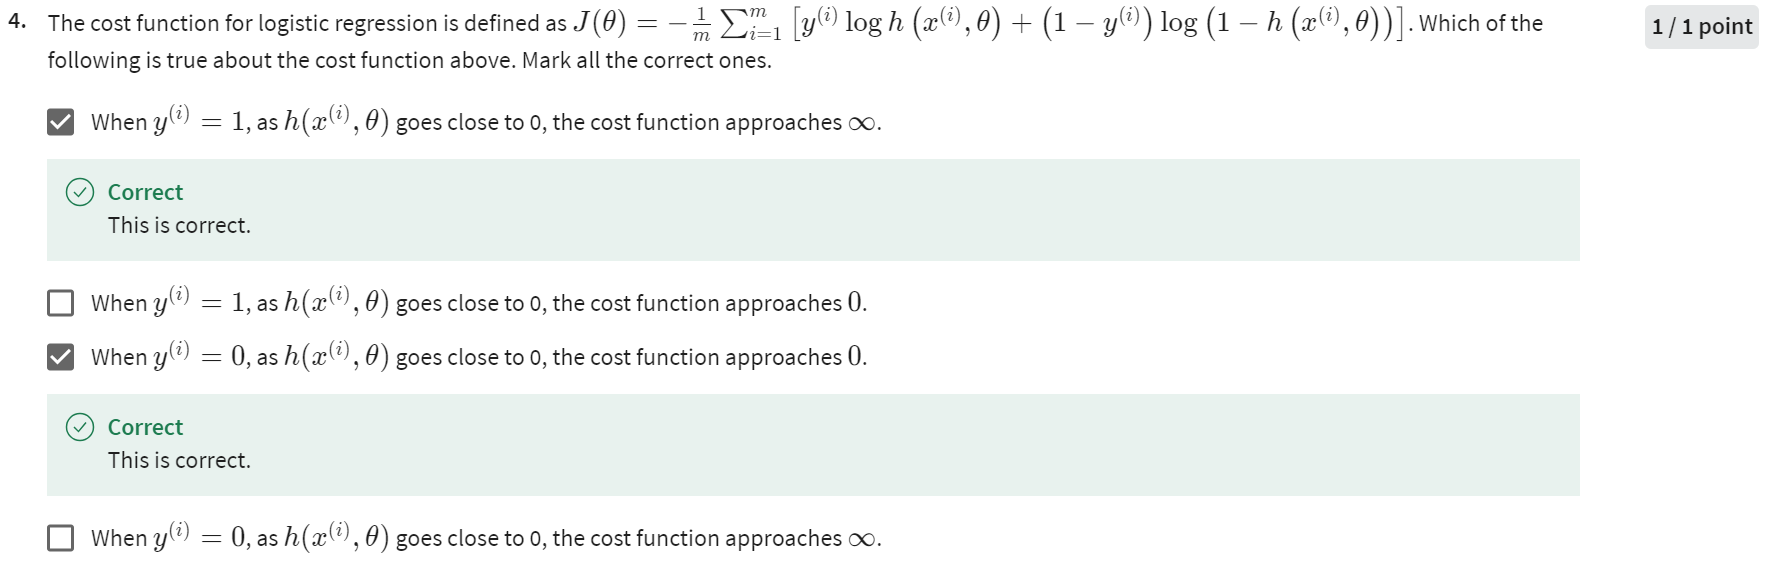 4. The cost function for logistic regression is defined as J(θ) = −\frac{1}{m} ∑_{i=1}^{m} [y^{(i)} log h (x^{(i)}, θ) + (1 − y^{(i)}) log (1 − h (x^{(i)}, θ))]. Which of the 1 / 1 point
following is true about the cost function above. Mark all the correct ones.
When y^{(i)} = 1, as h(x^{(i)}, θ) goes close to 0, the cost function approaches ∞.
Correct
This is correct.
When y^{(i)} = 1, as h(x^{(i)}, θ) goes close to 0, the cost function approaches 0.
When y^{(i)} = 0, as h(x^{(i)}, θ) goes close to 0, the cost function approaches 0.
Correct
This is correct.
When y^{(i)} = 0, as h(x^{(i)}, θ) goes close to 0, the cost function approaches ∞.